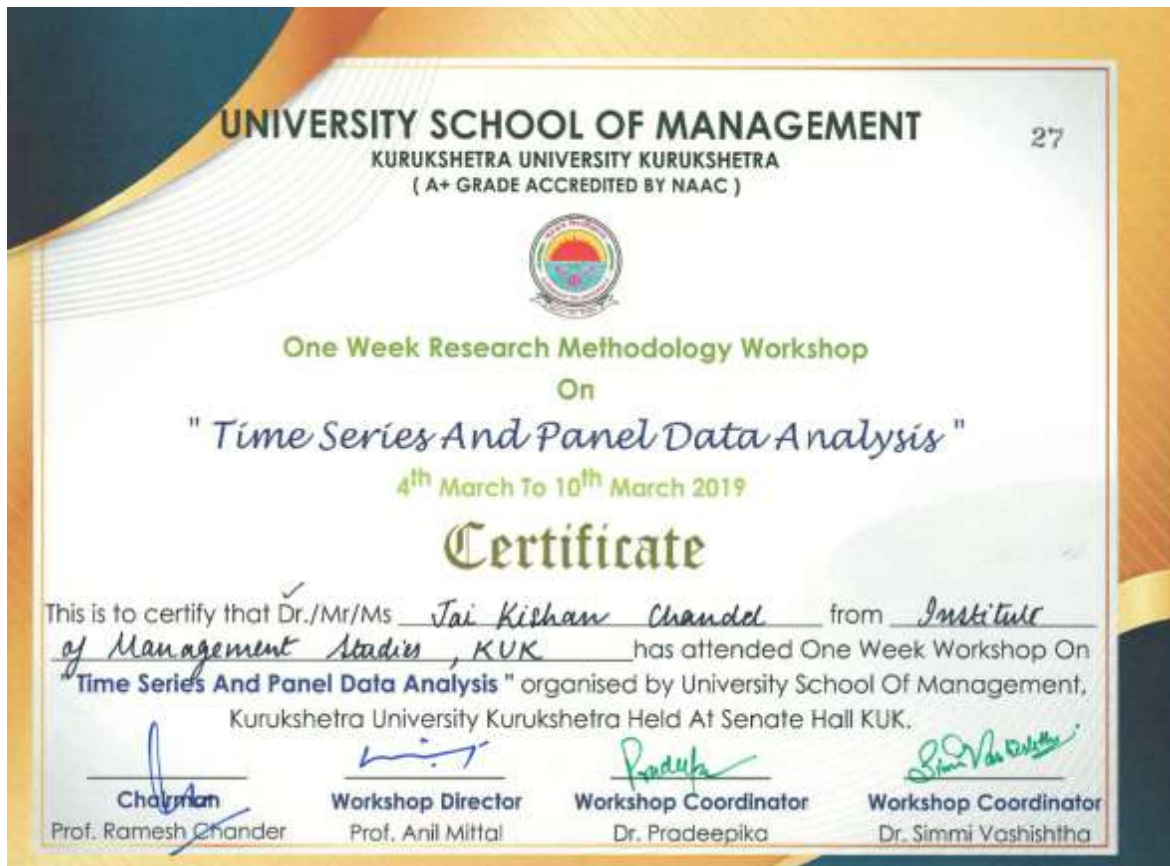 UNIVERSITY SCHOOL OF MANAGEMENT
27
KURUKSHETRA UNIVERSITY KURUKSHETRA
( A+ GRADE ACCREDITED BY NAAC )
One Week Research Methodology Workshop
On
" Time Series And Panel Data Analysis "
4th March To 10th March 2019
Certificate
This is to certify that Dr./Mr/Ms Jai Kishan Chandel from Institute
of Management Studies, KUK has attended One Week Workshop On
"Time Series And Panel Data Analysis " organised by University School Of Management,
Kurukshetra University Kurukshetra Held At Senate Hall KUK.
Pradeepika Simmi Vashishtha
Chairman Workshop Director Workshop Coordinator Workshop Coordinator
Prof. Ramesh Chander Prof. Anil Mittal Dr. Pradeepika Dr. Simmi Vashishtha